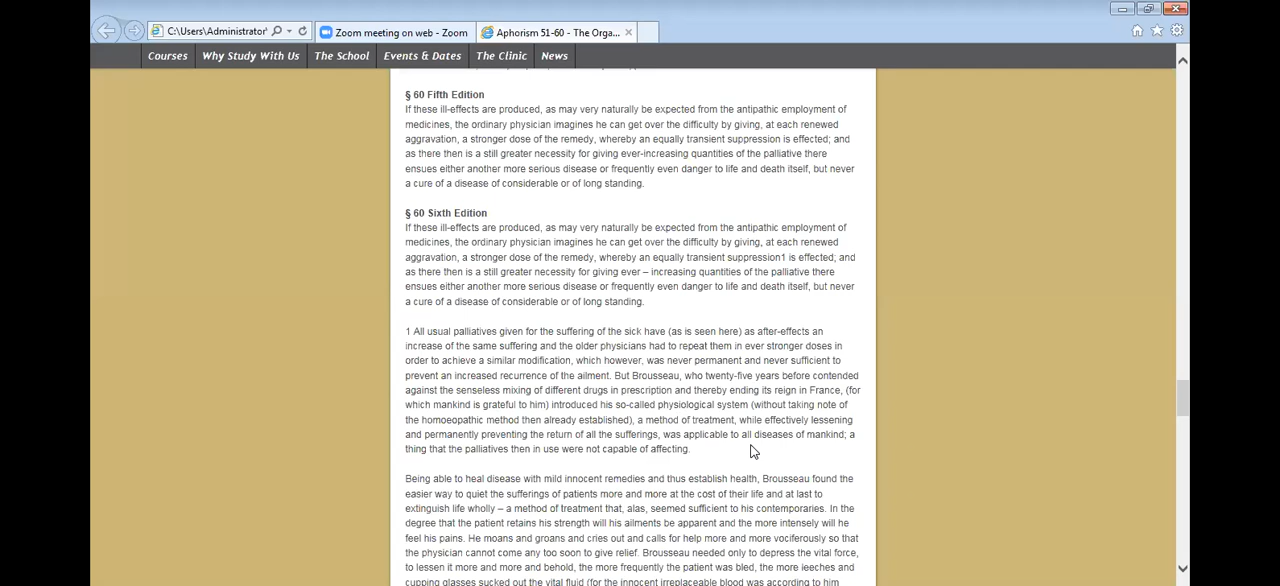 C:\Users\Administrator'
Zoom meeting on web - Zoom
Aphorism 51-60 - The Orga...
Courses
Why Study With Us
The School
Events & Dates
The Clinic
News
§ 60 Fifth Edition
If these ill-effects are produced, as may very naturally be expected from the antipathic employment of
medicines, the ordinary physician imagines he can get over the difficulty by giving, at each renewed
aggravation, a stronger dose of the remedy, whereby an equally transient suppression is effected; and
as there then is a still greater necessity for giving ever-increasing quantities of the palliative there
ensues either another more serious disease or frequently even danger to life and death itself, but never
a cure of a disease of considerable or of long standing.
§ 60 Sixth Edition
If these ill-effects are produced, as may very naturally be expected from the antipathic employment of
medicines, the ordinary physician imagines he can get over the difficulty by giving, at each renewed
aggravation, a stronger dose of the remedy, whereby an equally transient suppression1 is effected; and
as there then is a still greater necessity for giving ever – increasing quantities of the palliative there
ensues either another more serious disease or frequently even danger to life and death itself, but never
a cure of a disease of considerable or of long standing.
1 All usual palliatives given for the suffering of the sick have (as is seen here) as after-effects an
increase of the same suffering and the older physicians had to repeat them in ever stronger doses in
order to achieve a similar modification, which however, was never permanent and never sufficient to
prevent an increased recurrence of the ailment. But Brousseau, who twenty-five years before contended
against the senseless mixing of different drugs in prescription and thereby ending its reign in France, (for
which mankind is grateful to him) introduced his so-called physiological system (without taking note of
the homoeopathic method then already established), a method of treatment, while effectively lessening
and permanently preventing the return of all the sufferings, was applicable to all diseases of mankind; a
thing that the palliatives then in use were not capable of affecting.
Being able to heal disease with mild innocent remedies and thus establish health, Brousseau found the
easier way to quiet the sufferings of patients more and more at the cost of their life and at last to
extinguish life wholly – a method of treatment that, alas, seemed sufficient to his contemporaries. In the
degree that the patient retains his strength will his ailments be apparent and the more intensely will he
feel his pains. He moans and groans and cries out and calls for help more and more vociferously so that
the physician cannot come any too soon to give relief. Brousseau needed only to depress the vital force,
to lessen it more and more and behold, the more frequently the patient was bled, the more leeches and
cupping glasses sucked out the vital fluid (for the innocent irreplaceable blood was according to him